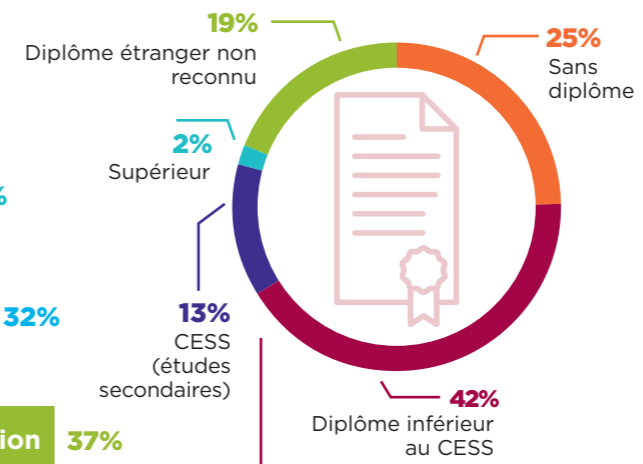 19%
Diplôme étranger non
reconnu
25%
Sans
diplôme
2%
Supérieur
%
32%
13%
CESS
(études
secondaires)
42%
Diplôme inférieur
au CESS
ion 37%